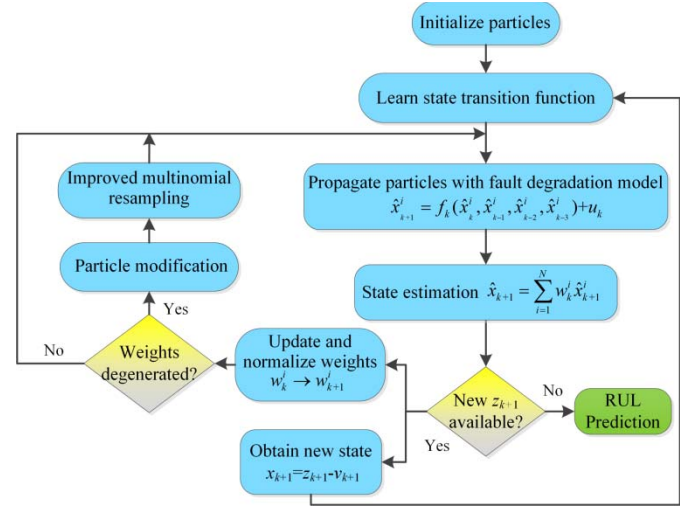 Initialize particles
Learn state transition function
Improved multinomial
resampling
Propagate particles with fault degradation model
x̂ᵢₖ₊₁ = fₖ(x̂ᵢₖ, x̂ᵢₖ₋₁, x̂ᵢₖ₋₂, x̂ᵢₖ₋₃)+uₖ
Particle modification
State estimation x̂ₖ₊₁ = ∑ᴺᵢ₌₁ wᵢₖ x̂ᵢₖ₊₁
Yes
No
Weights
degenerated?
Update and
normalize weights
wᵢₖ → wᵢₖ₊₁
New zₖ₊₁
available?
No
RUL
Prediction
Yes
Obtain new state
xₖ₊₁=zₖ₊₁-vₖ₊₁